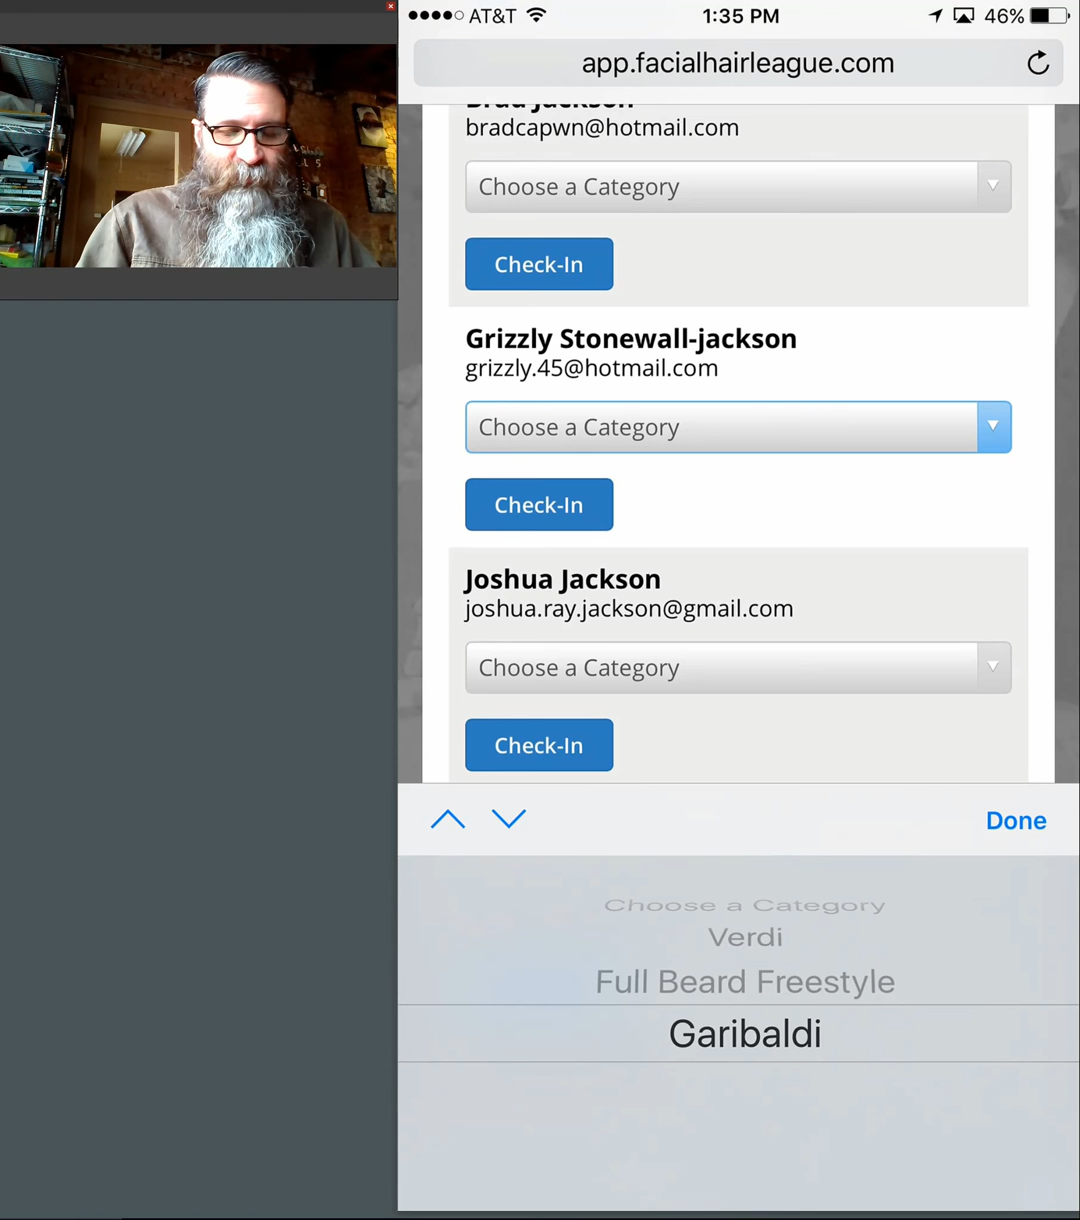 AT&T 1:35 PM 46%
app.facialhairleague.com
Brad Jackson
bradcapwn@hotmail.com
Choose a Category
Check-In
Grizzly Stonewall-jackson
grizzly.45@hotmail.com
Choose a Category
Check-In
Joshua Jackson
joshua.ray.jackson@gmail.com
Choose a Category
Check-In
Done
Choose a Category
Verdi
Full Beard Freestyle
Garibaldi